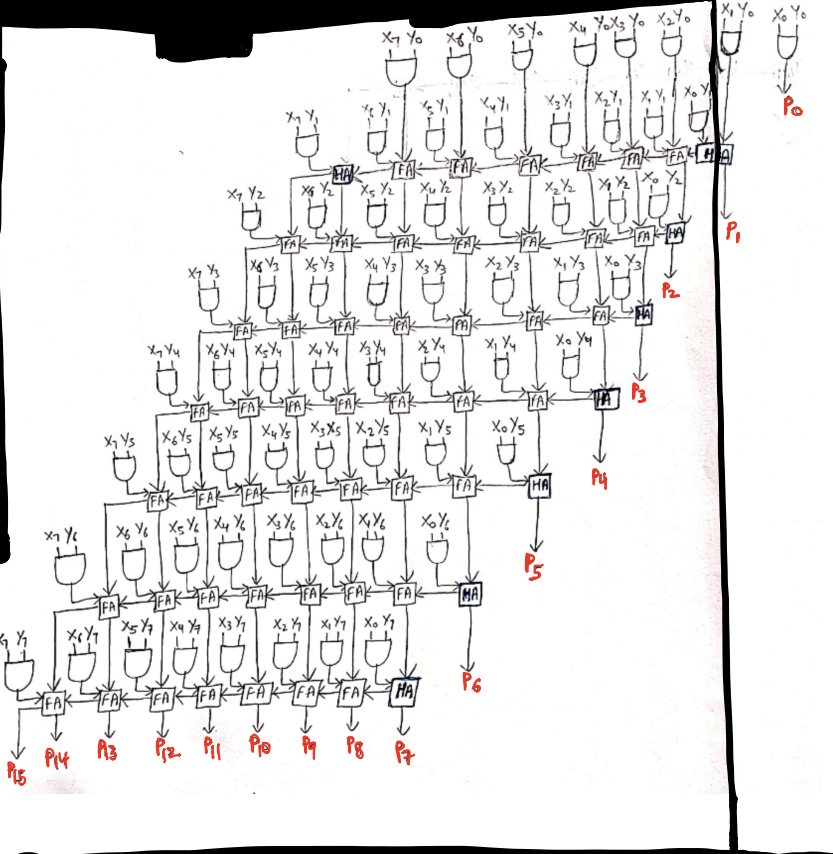 X7 Y0 X6 Y0 X5 Y0 X4 Y0 X3 Y0 X2 Y0 X1 Y0 X0 Y0
P0
X7 Y1 X6 Y1 X5 Y1 X4 Y1 X3 Y1 X2 Y1 X1 Y1 X0 Y1
HA FA FA FA FA FA FA HA
P1
X7 Y2 X6 Y2 X5 Y2 X4 Y2 X3 Y2 X2 Y2 X1 Y2 X0 Y2
FA FA FA FA FA FA FA HA
P2
X7 Y3 X6 Y3 X5 Y3 X4 Y3 X3 Y3 X2 Y3 X1 Y3 X0 Y3
FA FA FA FA FA FA FA HA
P3
X7 Y4 X6 Y4 X5 Y4 X4 Y4 X3 Y4 X2 Y4 X1 Y4 X0 Y4
FA FA FA FA FA FA FA HA
P4
X7 Y5 X6 Y5 X5 Y5 X4 Y5 X3 X5 X2 Y5 X1 Y5 X0 Y5
FA FA FA FA FA FA FA HA
P5
X7 Y6 X6 Y6 X5 Y6 X4 Y6 X3 Y6 X2 Y6 X1 Y6 X0 Y6
FA FA FA FA FA FA FA HA
P6
Y7 X6 Y7 X5 Y7 X4 Y7 X3 Y7 X2 Y7 X1 Y7 X0 Y7
FA FA FA FA FA FA FA HA
P15 P14 P13 P12 P11 P10 P9 P8 P7